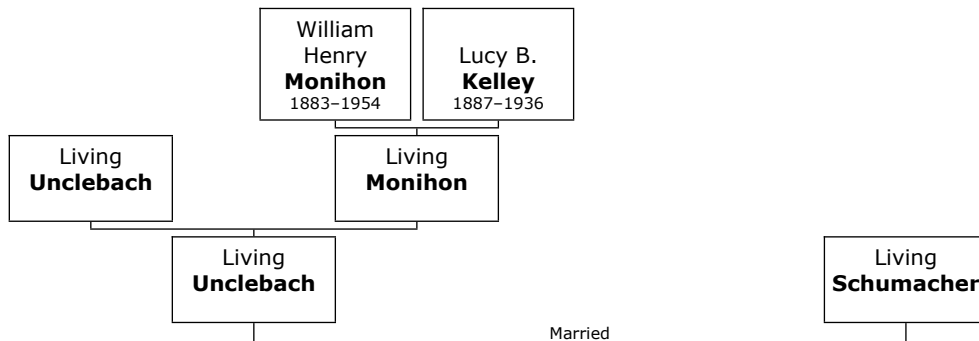 William
Henry
Monihon
1883–1954
Lucy B.
Kelley
1887–1936
Living
Unclebach
Living
Monihon
Living
Unclebach
Living
Schumacher
Married